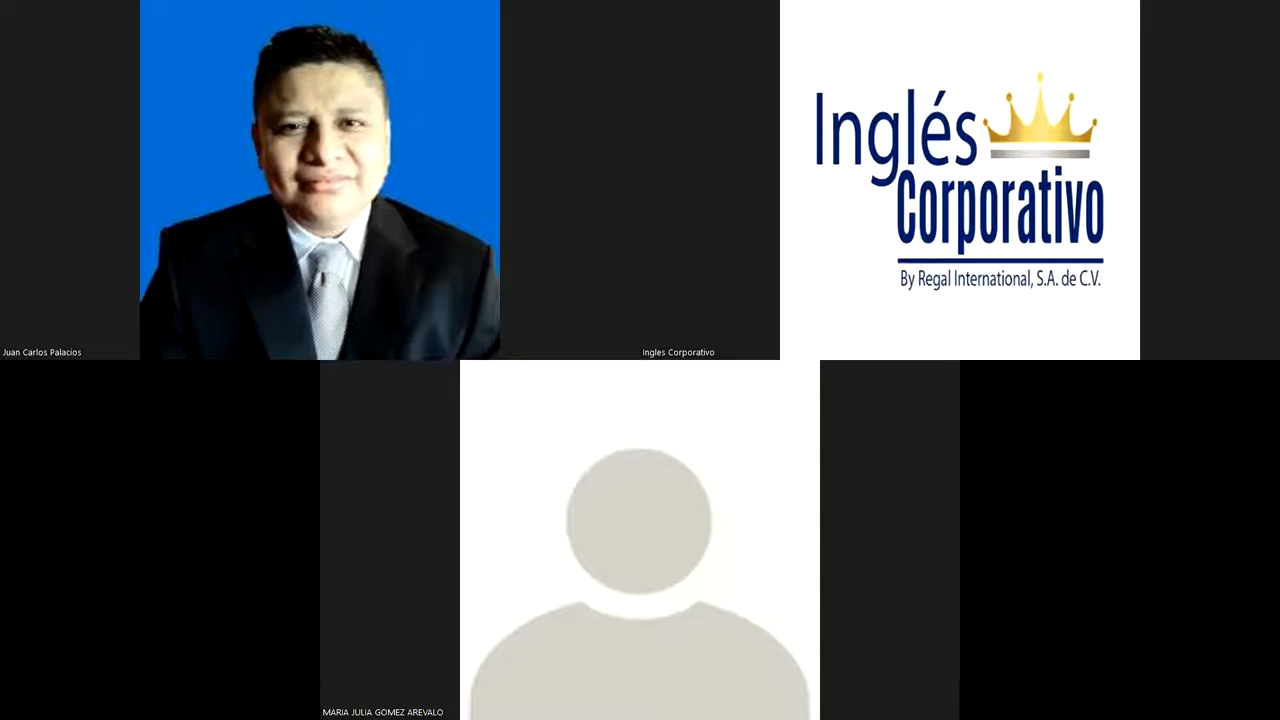 Inglés
Corporativo
By Regal International, S.A. de C.V.
Juan Carlos Palacios
Ingles Corporativo
MARIA JULIA GOMEZ AREVALO